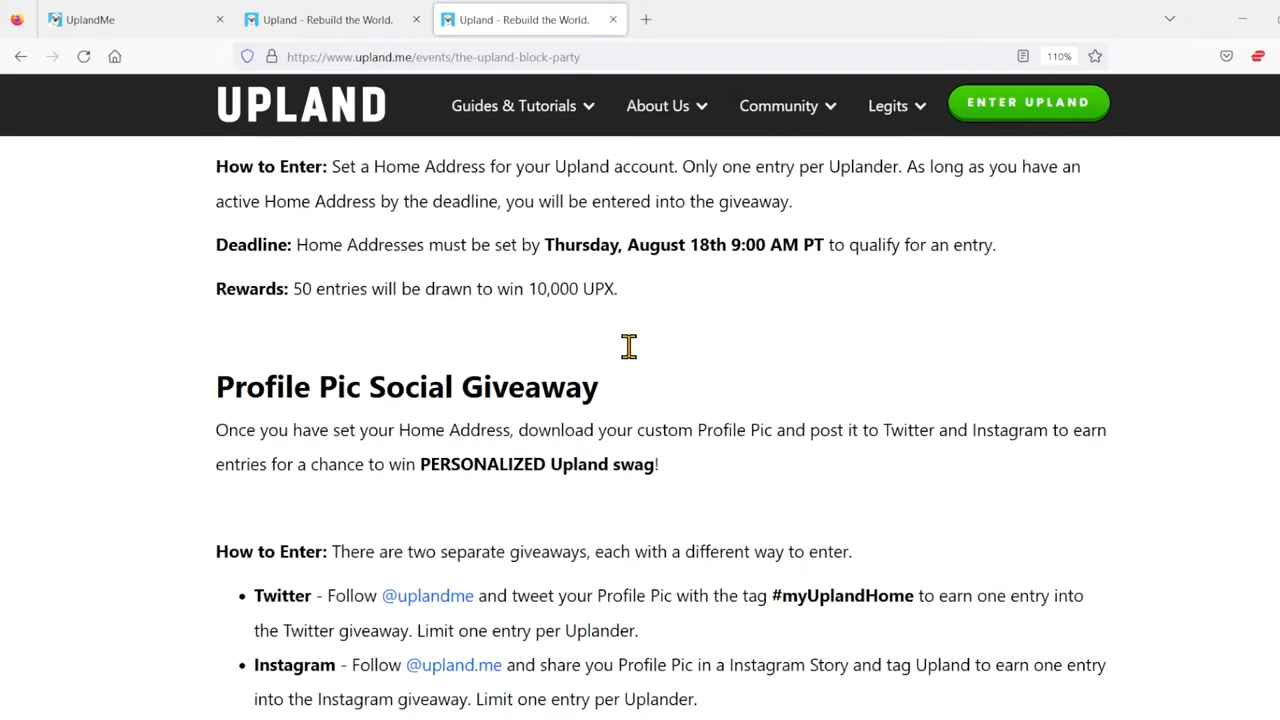 UplandMe
Upland - Rebuild the World.
Upland - Rebuild the World.
https://www.upland.me/events/the-upland-block-party
110%
UPLAND
Guides & Tutorials
About Us
Community
Legits
ENTER UPLAND
How to Enter: Set a Home Address for your Upland account. Only one entry per Uplander. As long as you have an
active Home Address by the deadline, you will be entered into the giveaway.
Deadline: Home Addresses must be set by Thursday, August 18th 9:00 AM PT to qualify for an entry.
Rewards: 50 entries will be drawn to win 10,000 UPX.
Profile Pic Social Giveaway
Once you have set your Home Address, download your custom Profile Pic and post it to Twitter and Instagram to earn
entries for a chance to win PERSONALIZED Upland swag!
How to Enter: There are two separate giveaways, each with a different way to enter.
• Twitter - Follow @uplandme and tweet your Profile Pic with the tag #myUplandHome to earn one entry into
the Twitter giveaway. Limit one entry per Uplander.
• Instagram - Follow @upland.me and share you Profile Pic in a Instagram Story and tag Upland to earn one entry
into the Instagram giveaway. Limit one entry per Uplander.